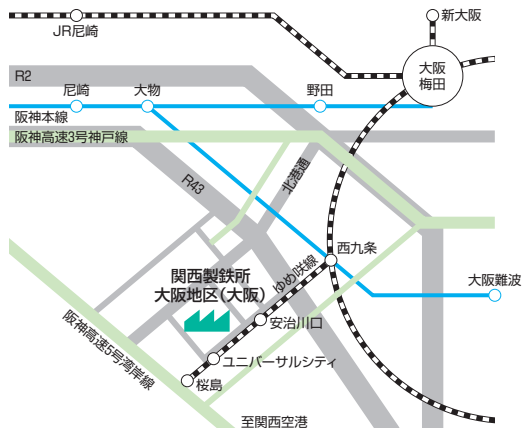 新大阪
JR尼崎
大阪
梅田
R2
尼崎
大物
野田
阪神本線
阪神高速3号神戸線
R43
北港通
西九条
関西製鉄所
大阪地区(大阪)
ゆめ咲線
大阪難波
安治川口
阪神高速5号湾岸線
ユニバーサルシティ
桜島
至関西空港